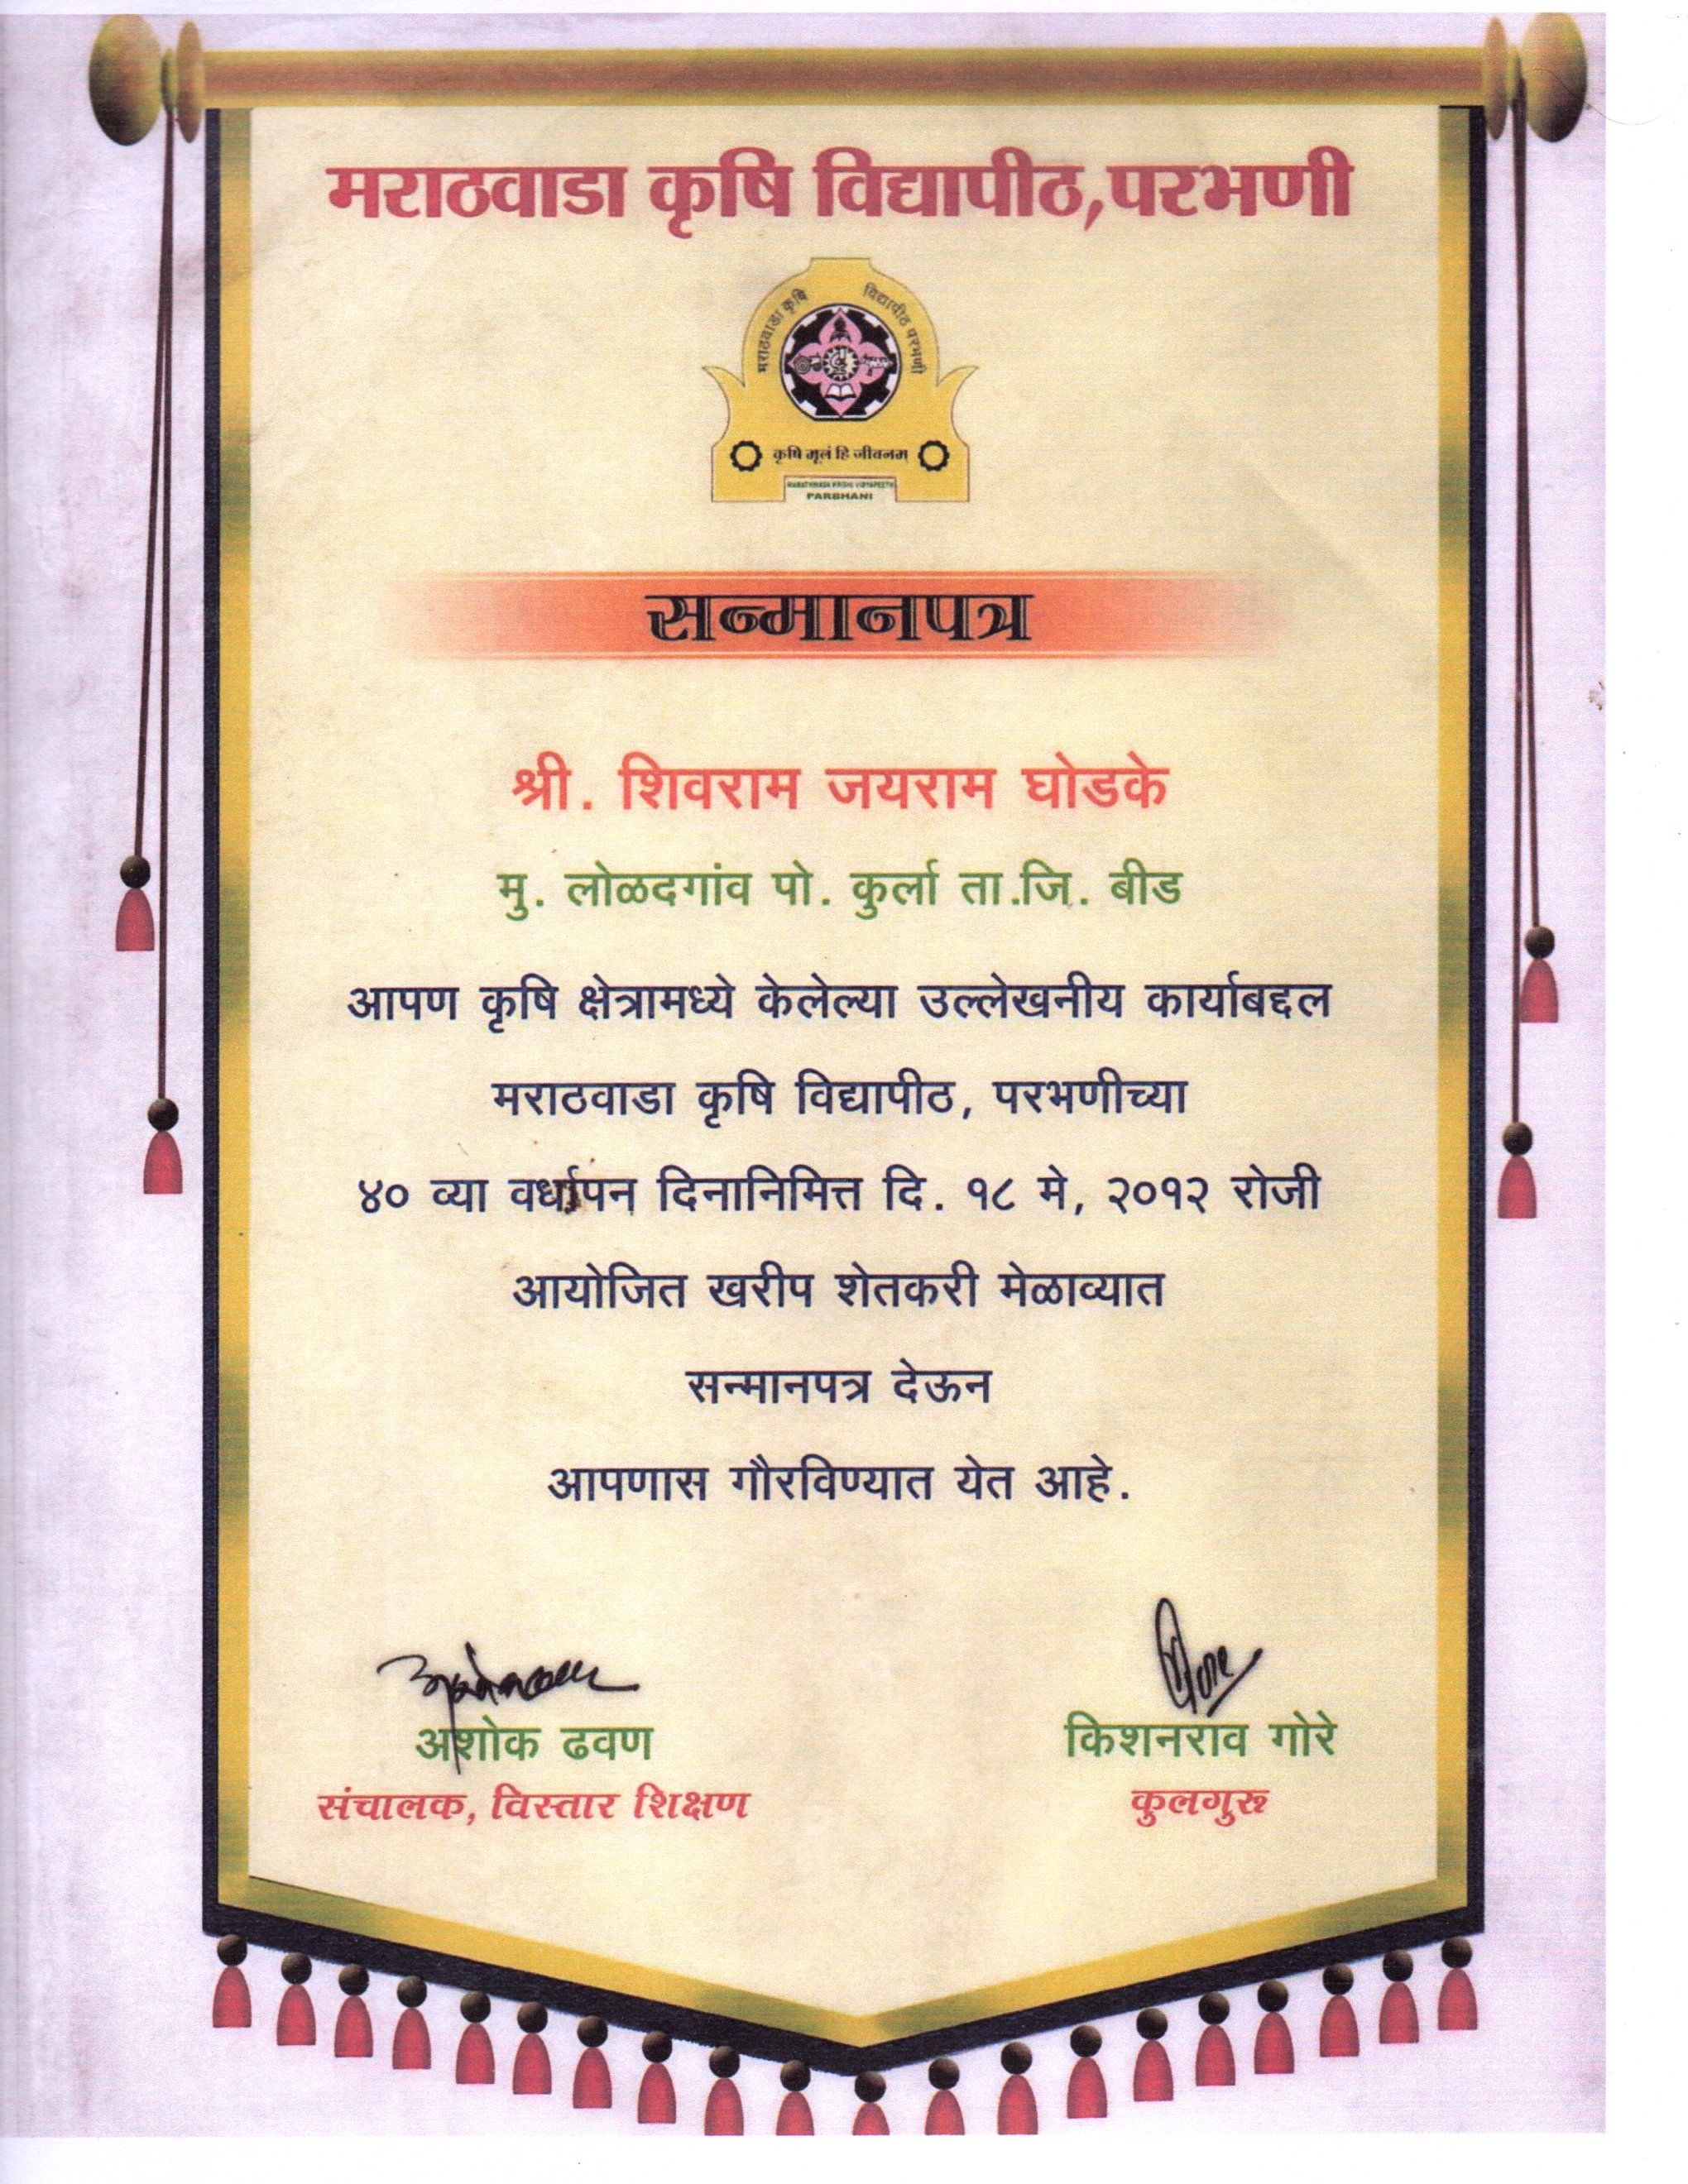 मराठवाडा कृषि विद्यापीठ,परभणी
मराठवाडा कृषि विद्यापीठ परभणी
कृषि मूलं हि जीवनम्
MARATHWADA KRISHI VIDYAPEETH
PARBHANI
सन्मानपत्र
श्री. शिवराम जयराम घोडके
मु. लोळदगांव पो. कुर्ला ता.जि. बीड
आपण कृषि क्षेत्रामध्ये केलेल्या उल्लेखनीय कार्याबद्दल
मराठवाडा कृषि विद्यापीठ, परभणीच्या
४० व्या वर्धापन दिनानिमित्त दि. १८ मे, २०१२ रोजी
आयोजित खरीप शेतकरी मेळाव्यात
सन्मानपत्र देऊन
आपणास गौरविण्यात येत आहे.
अशोक ढवण
किशनराव गोरे
संचालक, विस्तार शिक्षण
कुलगुरू